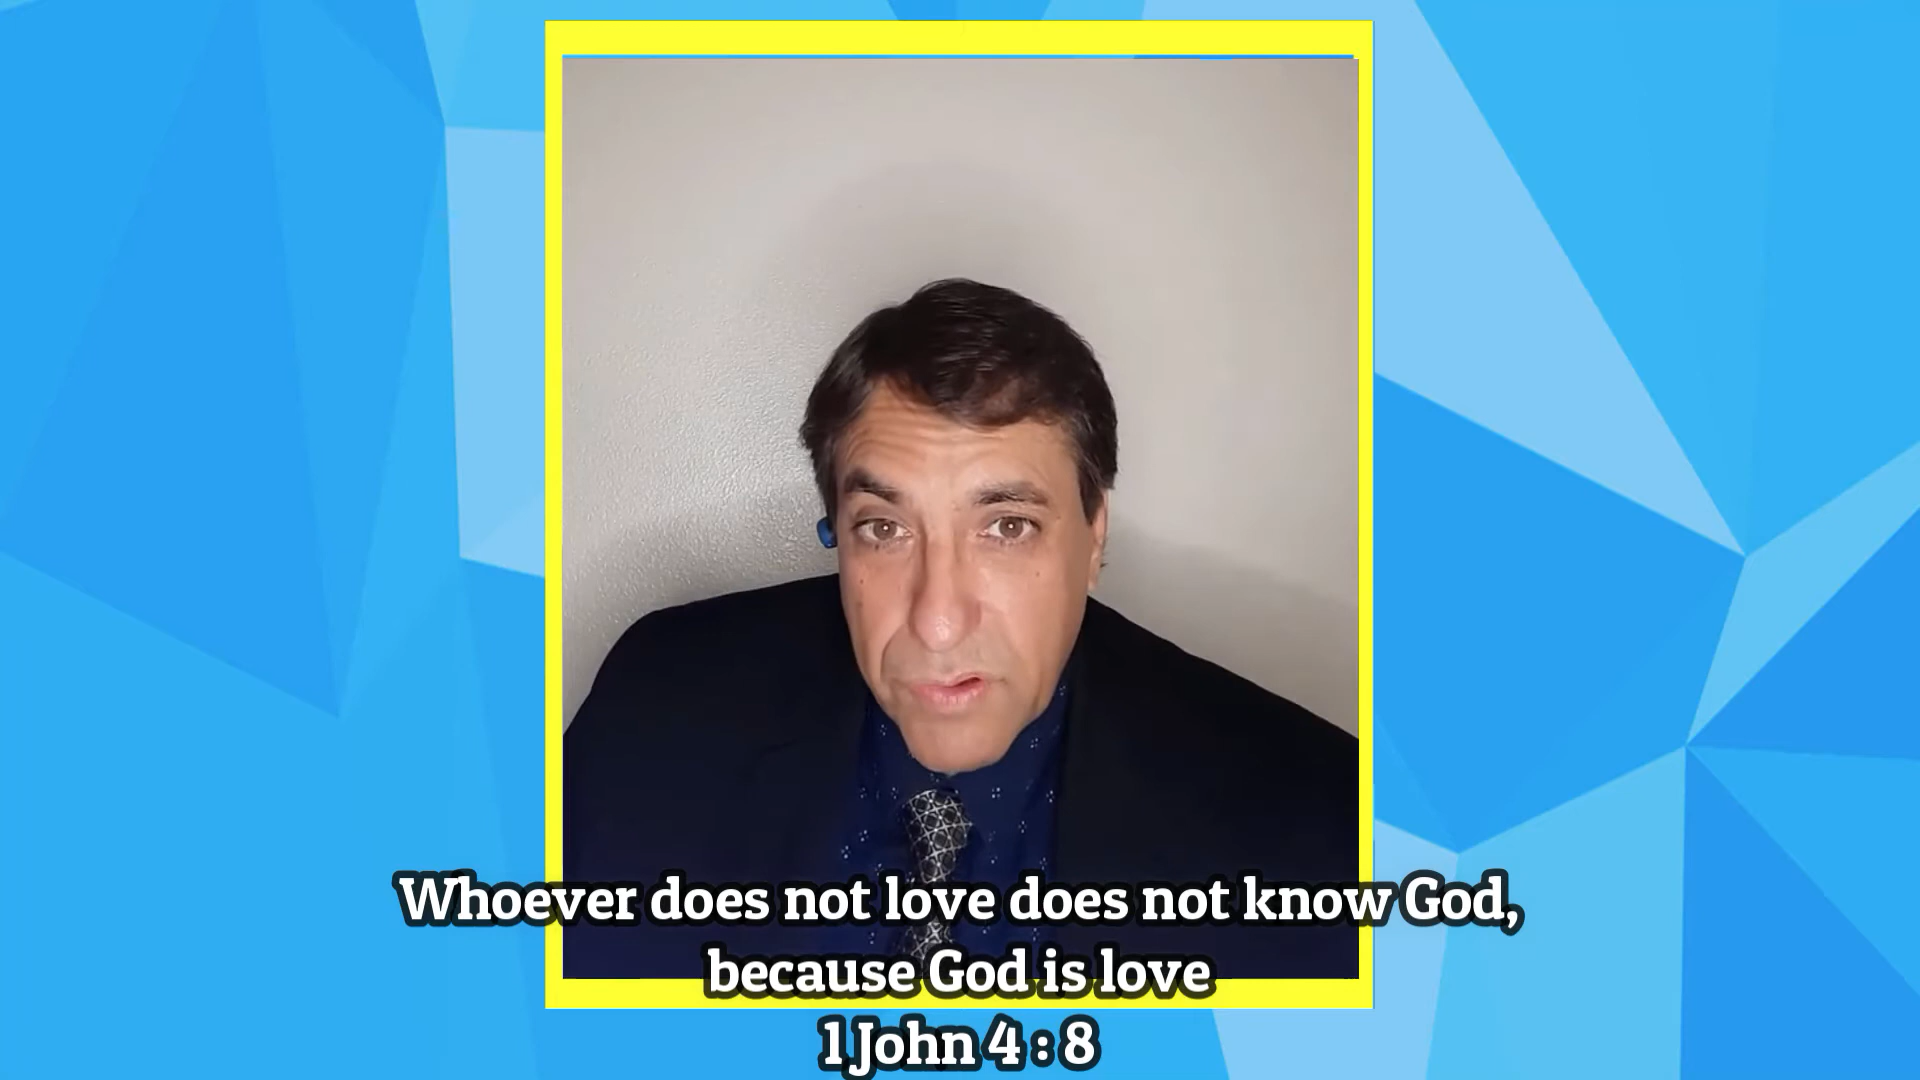 Whoever does not love does not know God,
because God is love
1 John 4 : 8